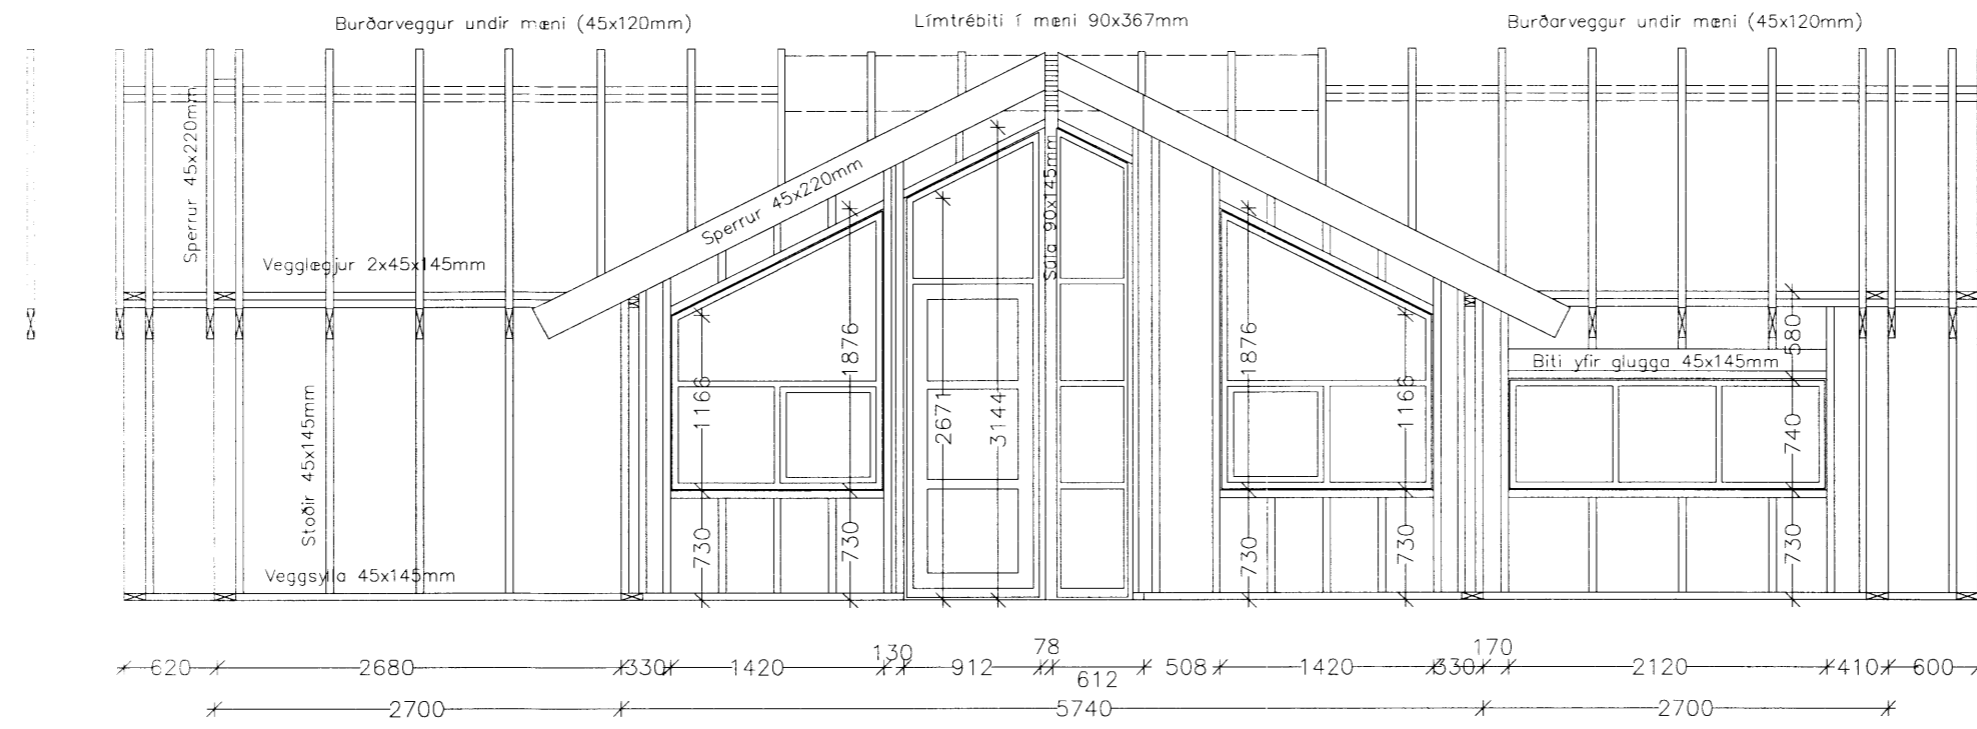 Burðarveggur undir mæni (45x120mm)
Límtrébiti í mæni 90x367mm
Burðarveggur undir mæni (45x120mm)
Sperrur 45x220mm
Sperrur 45x220mm
Súla 90x145mm
Vegglægjur 2x45x145mm
Stoðir 45x145mm
Veggsylla 45x145mm
Biti yfir glugga 45x145mm
1166
730
1876
730
2671
3144
1876
730
1166
730
580
740
730
620 2680 330 1420 130 912 78 612 508 1420 330 170 2120 410 600
2700 5740 2700